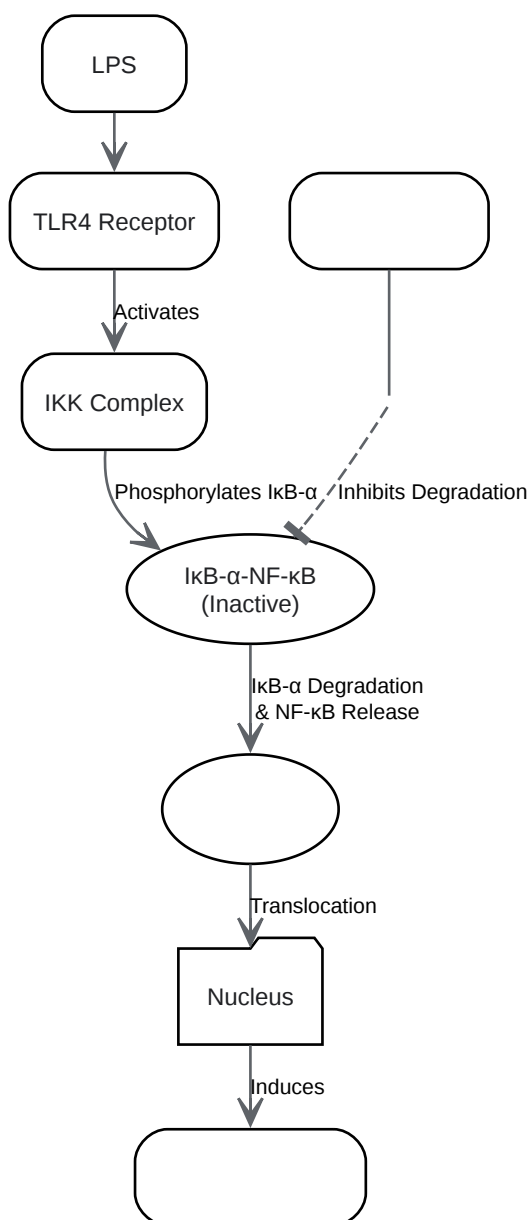 LPS
TLR4 Receptor
Activates
IKK Complex
Phosphorylates IκB-α
Inhibits Degradation
IκB-α-NF-κB
(Inactive)
IκB-α Degradation
& NF-κB Release
Translocation
Nucleus
Induces